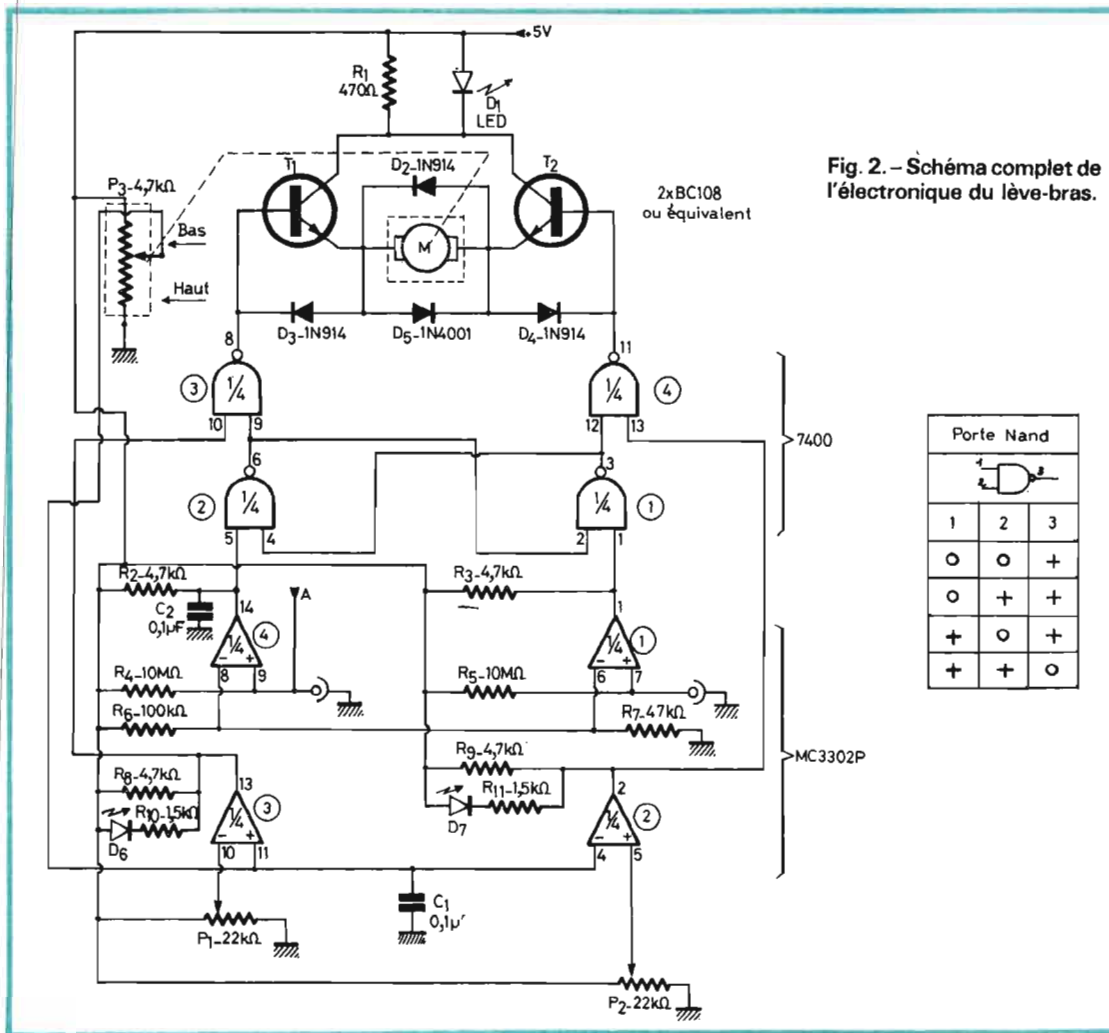 +5V
R1
470Ω
D1
LED
T1
D2-1N914
T2
P3-4,7kΩ
Bas
Haut
M
2xBC108
ou équivalent
Fig. 2. – Schéma complet de
l'électronique du lève-bras.
D3-1N914
D5-1N4001
D4-1N914
8
11
3
1/4
1/4
4
10
9
12
13
7400
6
3
2
1/4
1/4
1
5
4
2
1
Porte Nand
1
2
3
1 2 3
O O +
O + +
+ O +
+ + O
R2-4,7kΩ
C2
0,1µF
14
A
R3-4,7kΩ
1
1/4
4
1/4
1
R4-10MΩ
8
9
R5-10MΩ
6
7
R6-100kΩ
R7-47kΩ
R9-4,7kΩ
MC3302P
R8-4,7kΩ
13
R11-1,5kΩ
2
R10-1,5kΩ
1/4
3
D7
1/4
2
D6
10
11
4
5
C1
0,1µF
P1-22kΩ
P2-22kΩ